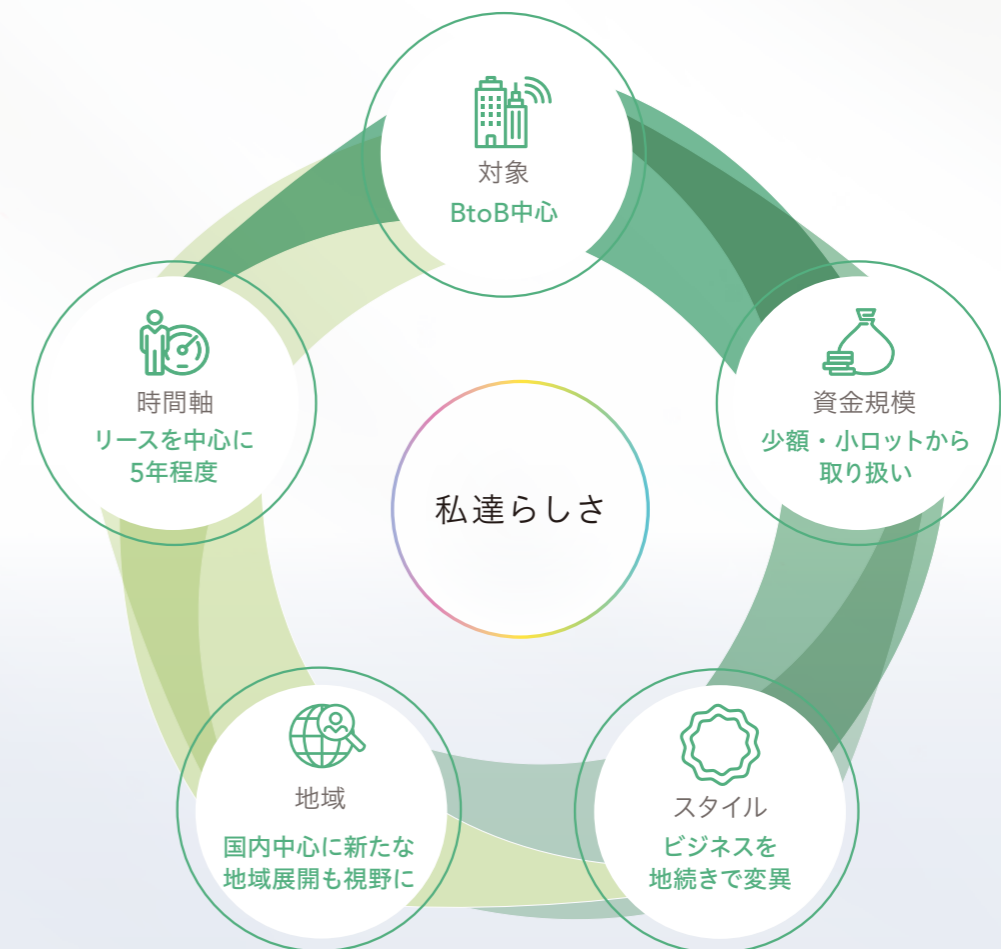 対象
BtoB中心
時間軸
リースを中心に
5年程度
資金規模
少額・小ロットから
取り扱い
私達らしさ
地域
国内中心に新たな
地域展開も視野に
スタイル
ビジネスを
地続きで変異